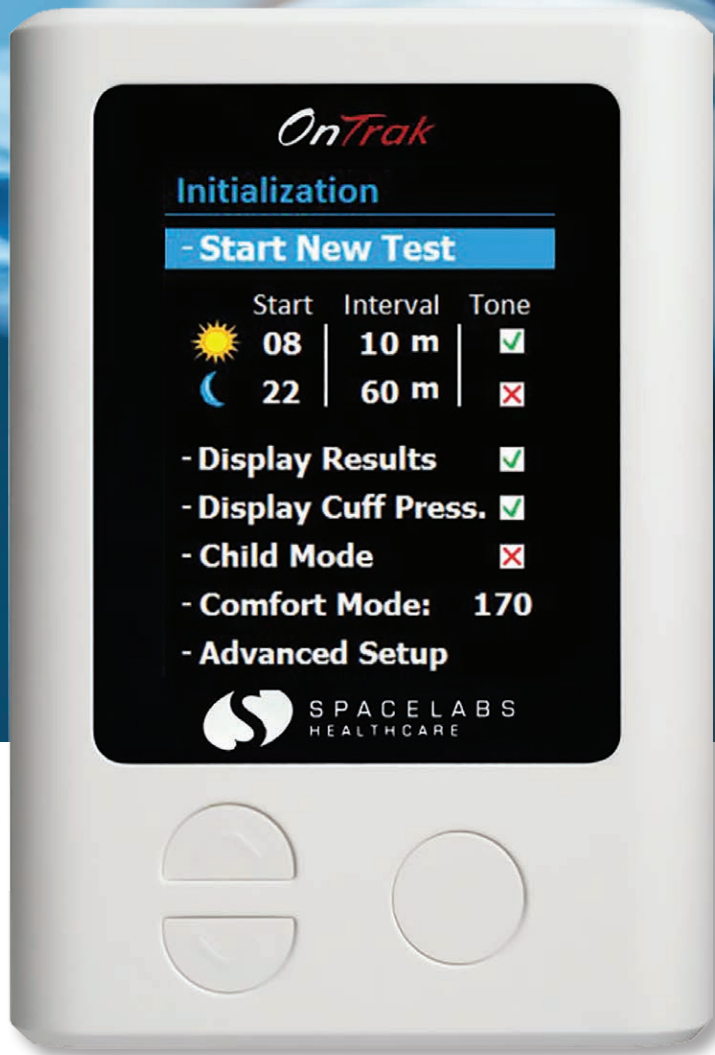 OnTrak
Initialization
- Start New Test
Start Interval Tone
08 10 m
22 60 m
- Display Results
- Display Cuff Press.
- Child Mode
- Comfort Mode: 170
- Advanced Setup
SPACELABS
HEALTHCARE